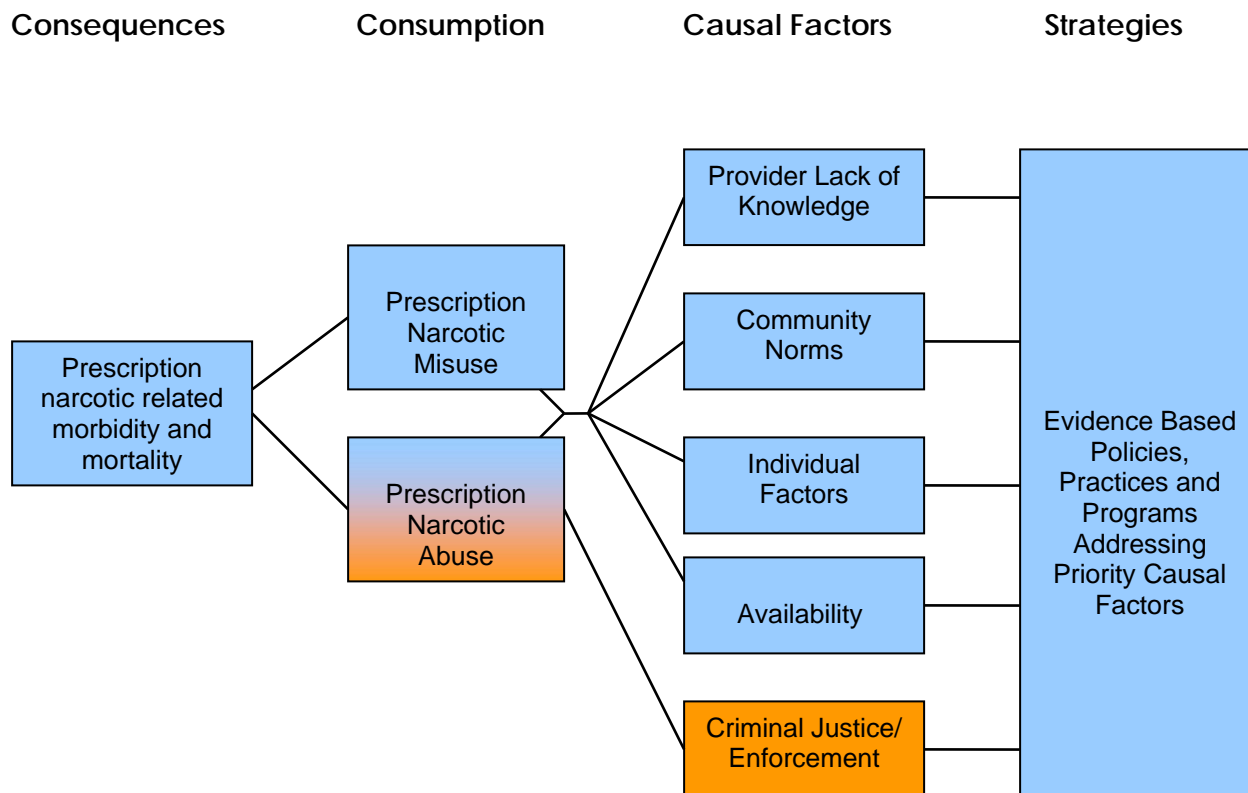 Consequences Consumption Causal Factors Strategies
Provider Lack of
Knowledge
Prescription
Narcotic
Misuse
Community
Norms
Prescription
narcotic related
morbidity and
mortality
Prescription
Narcotic
Abuse
Individual
Factors
Availability
Criminal Justice/
Enforcement
Evidence Based
Policies,
Practices and
Programs
Addressing
Priority Causal
Factors